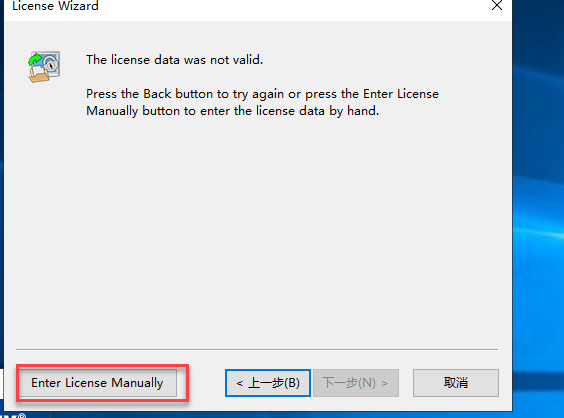 License Wizard
The license data was not valid.
Press the Back button to try again or press the Enter License
Manually button to enter the license data by hand.
Enter License Manually
< 上一步(B)
下一步(N) >
取消